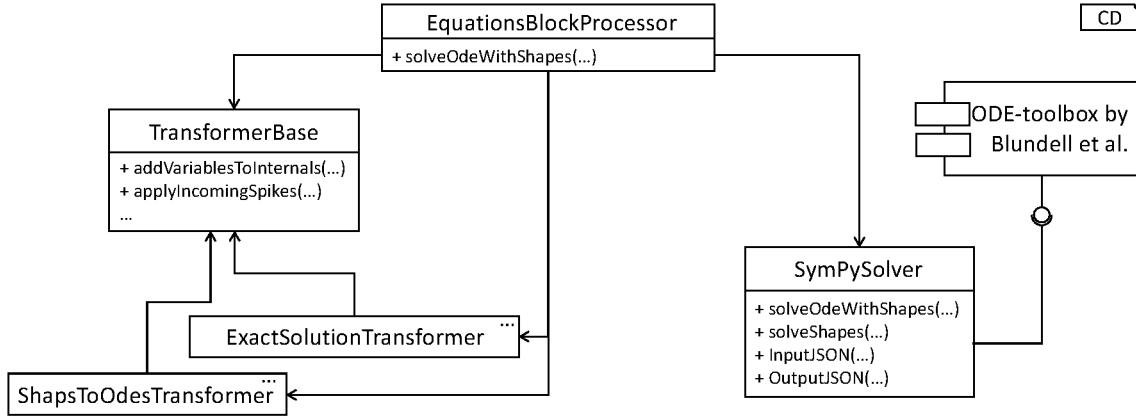 EquationsBlockProcessor
+ solveOdeWithShapes(...)
CD
TransformerBase
+ addVariablesToInternals(...)
+ applyIncomingSpikes(...)
...
ODE-toolbox by
Blundell et al.
SymPySolver
+ solveOdeWithShapes(...)
+ solveShapes(...)
+ InputJSON(...)
+ OutputJSON(...)
...
ExactSolutionTransformer
...
ShapsToOdesTransformer